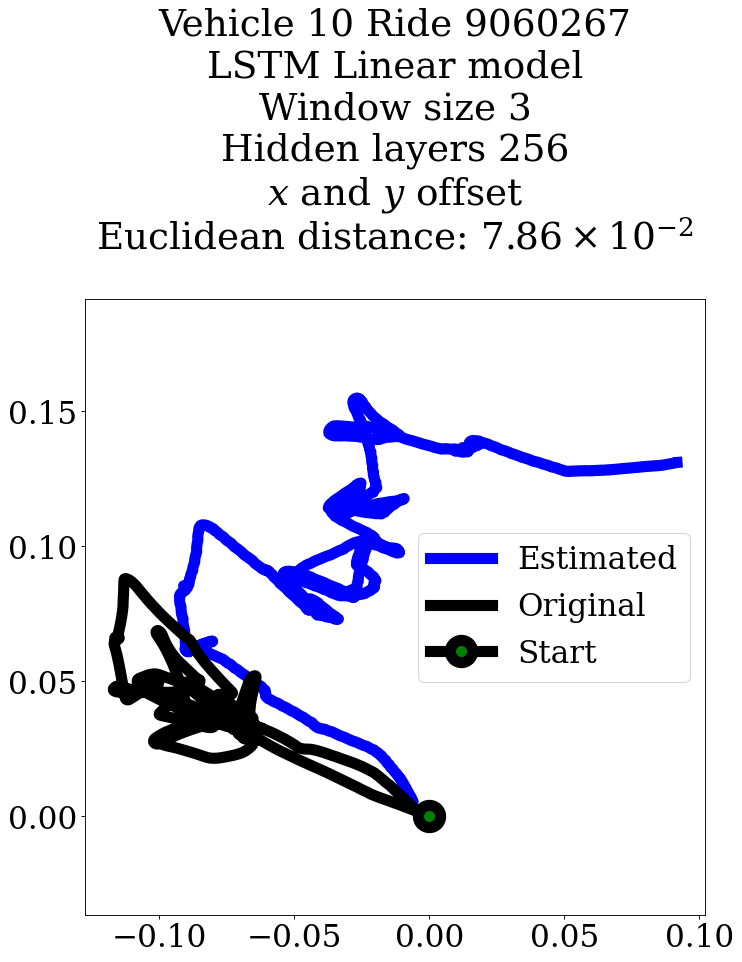 Vehicle 10 Ride 9060267
LSTM Linear model
Window size 3
Hidden layers 256
x and y offset
Euclidean distance: 7.86 × 10⁻²
0.15
0.10
0.05
0.00
Estimated
Original
Start
−0.10 −0.05 0.00 0.05 0.10